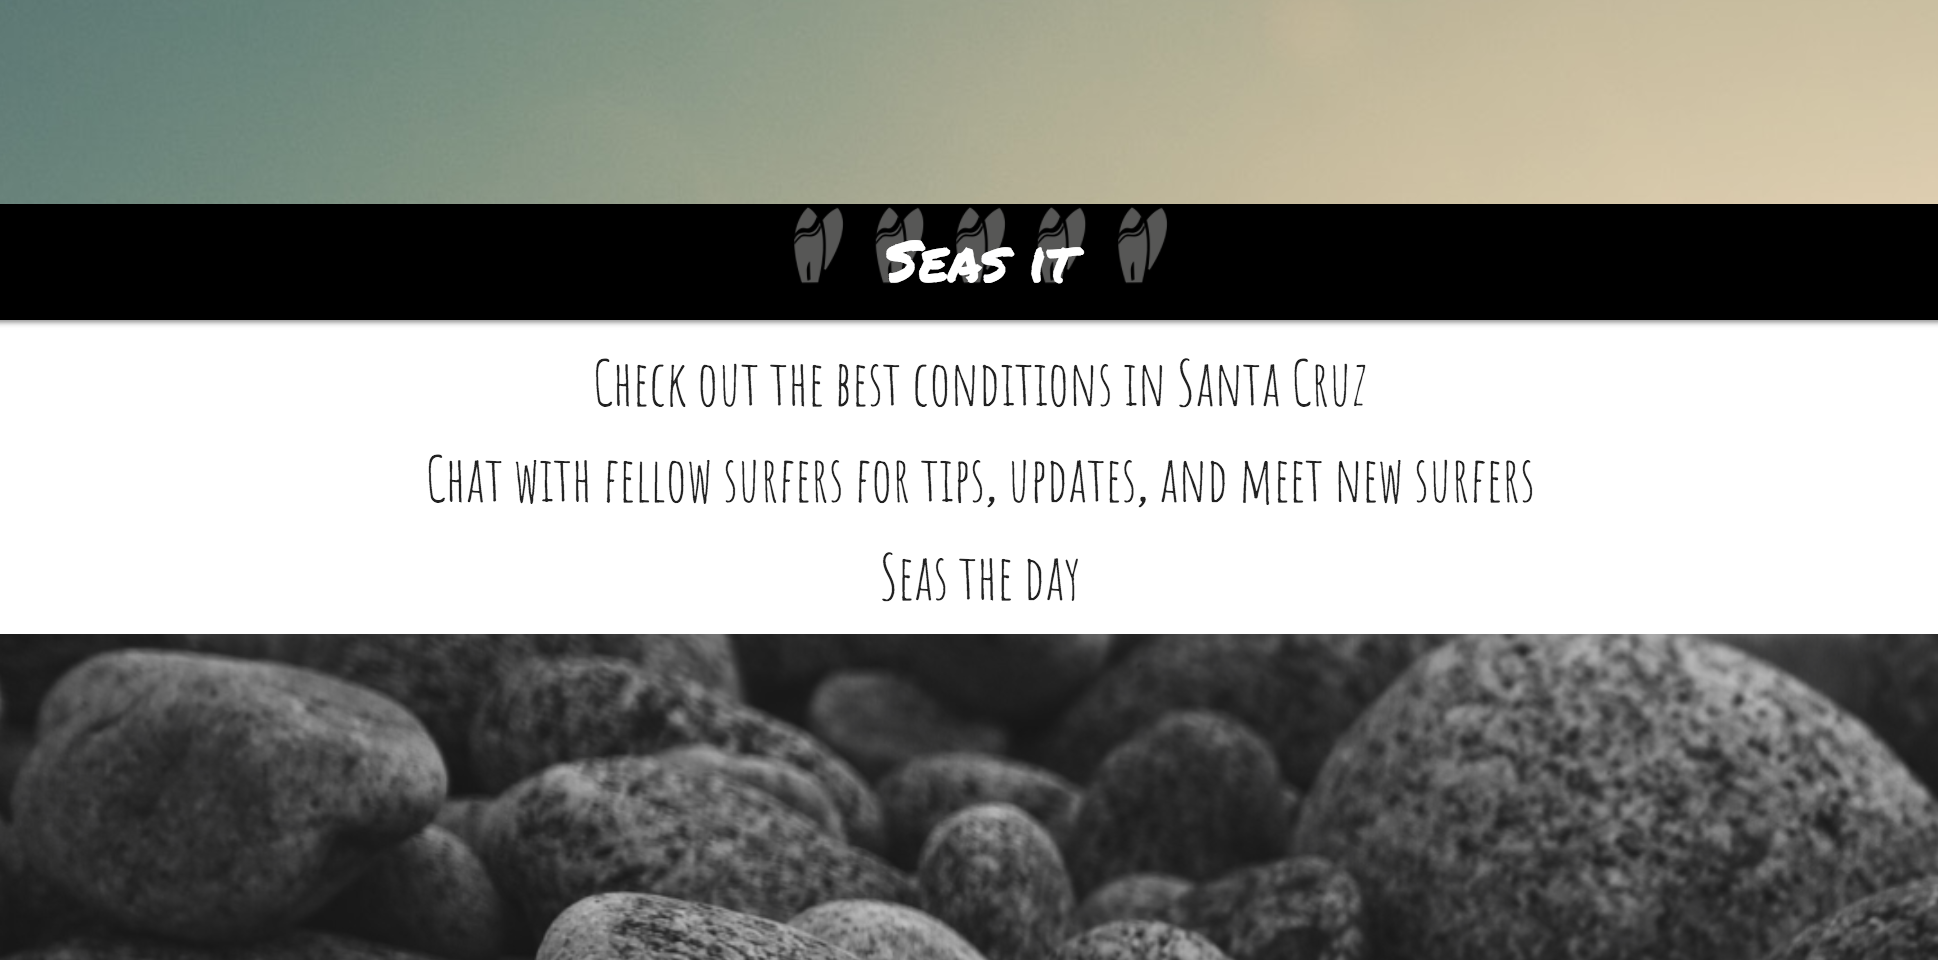 Seas it
Check out the best conditions in Santa Cruz
Chat with fellow surfers for tips, updates, and meet new surfers
Seas the day